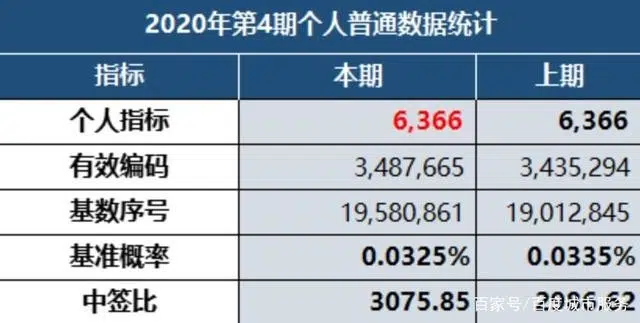 2020年第4期个人普通数据统计
指标 本期 上期
个人指标 6,366 6,366
有效编码 3,487,665 3,435,294
基数序号 19,580,861 19,012,845
基准概率 0.0325% 0.0335%
中签比 3075.85 2986.62
百家号/百度城市服务